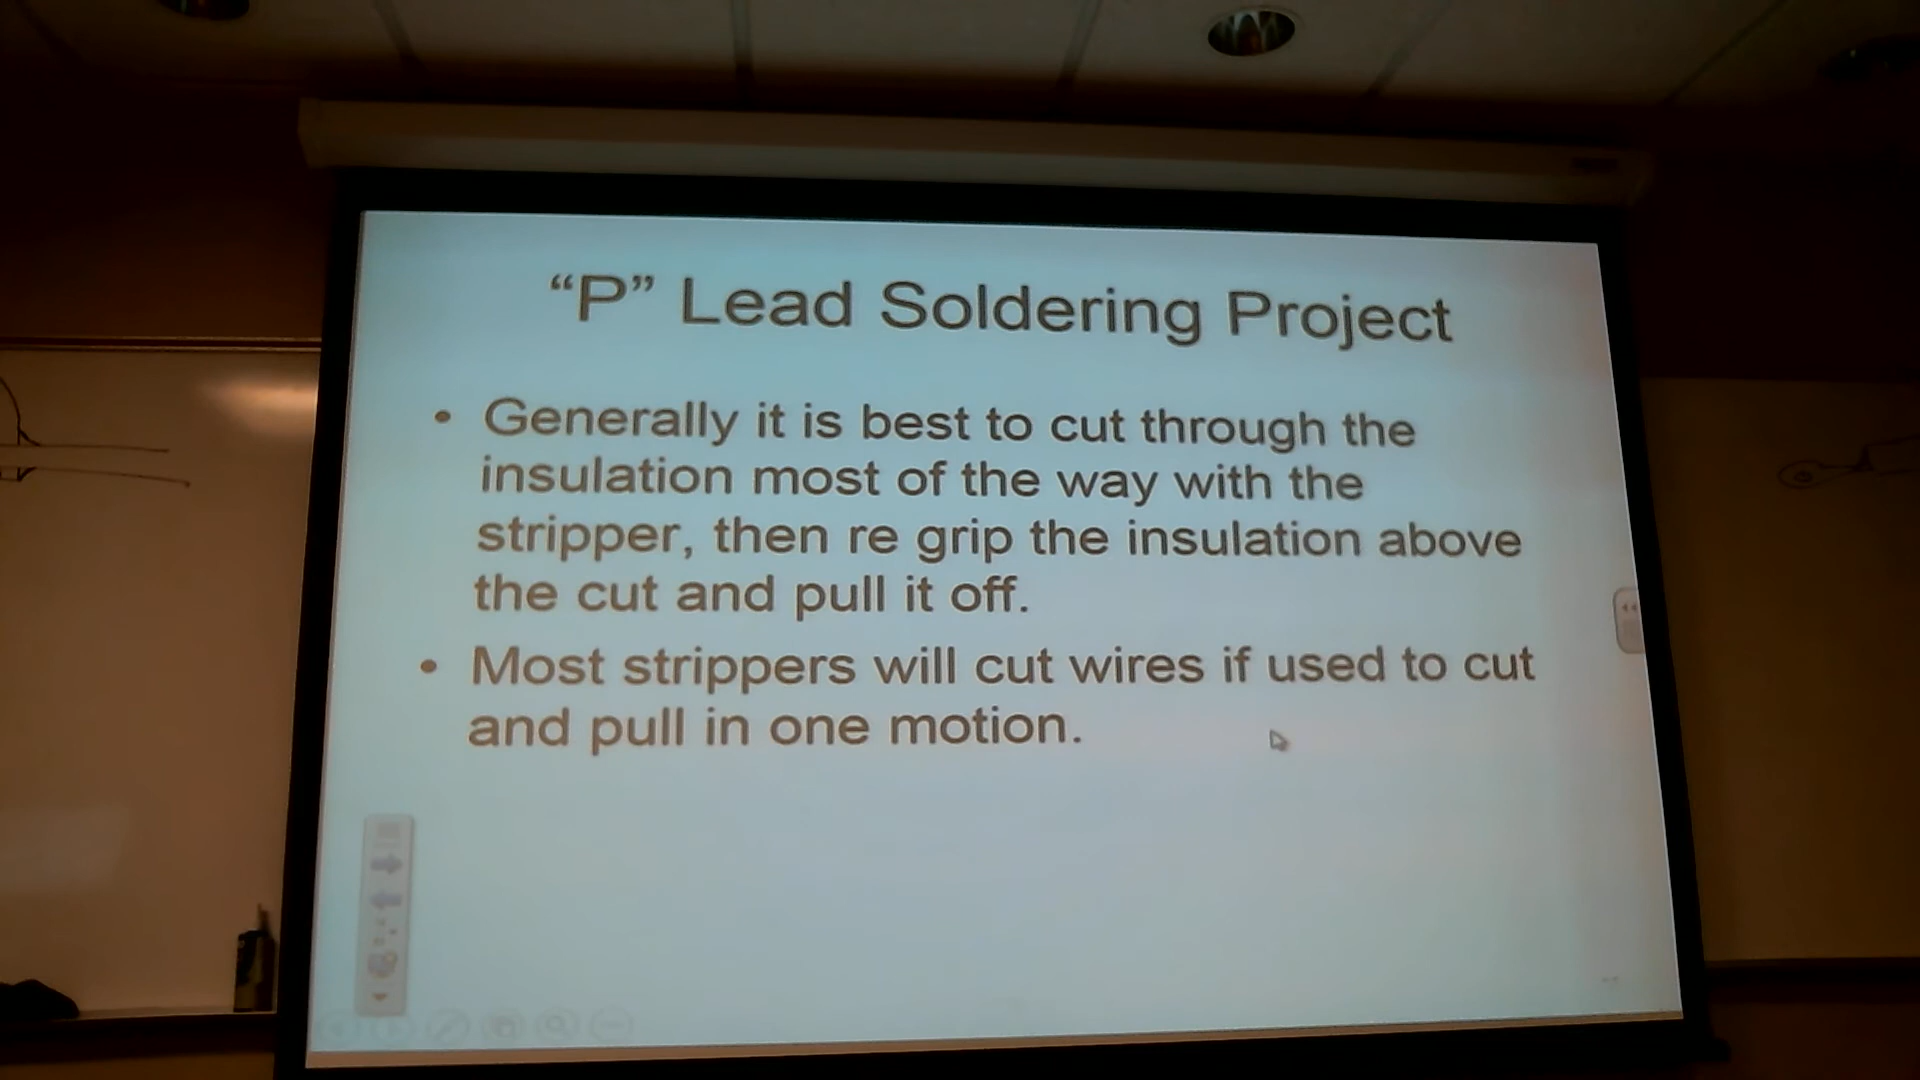 “P” Lead Soldering Project
• Generally it is best to cut through the
insulation most of the way with the
stripper, then re grip the insulation above
the cut and pull it off.
• Most strippers will cut wires if used to cut
and pull in one motion.